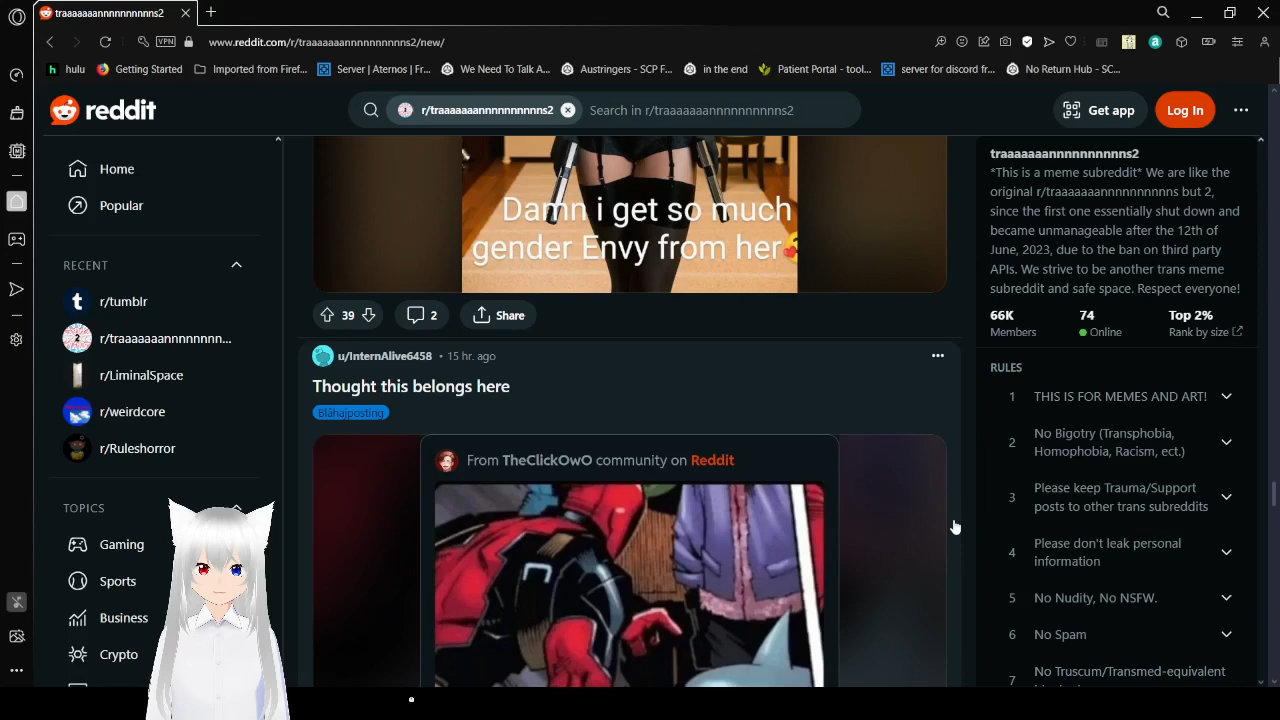 traaaaaaannnnnnnnnns2
VPN
www.reddit.com/r/traaaaaaannnnnnnnnns2/new/
hulu
Getting Started
Imported from Firef...
Server | Aternos | Fr...
We Need To Talk A...
Austringers - SCP F...
in the end
Patient Portal - tool...
server for discord fr...
No Return Hub - SC...
reddit
r/traaaaaaannnnnnnnnns2
Search in r/traaaaaaannnnnnnnnns2
Get app
Log In
Home
Popular
RECENT
r/tumblr
r/traaaaaaannnnnnnn...
r/LiminalSpace
r/weirdcore
r/Ruleshorror
TOPICS
Gaming
Sports
Business
Crypto
Damn i get so much
gender Envy from her
39
2
Share
u/InternAlive6458 • 15 hr. ago
Thought this belongs here
Blåhajposting
From TheClickOwO community on Reddit
traaaaaaannnnnnnnnns2
*This is a meme subreddit* We are like the
original r/traaaaaaannnnnnnnnns but 2,
since the first one essentially shut down and
became unmanageable after the 12th of
June, 2023, due to the ban on third party
APIs. We strive to be another trans meme
subreddit and safe space. Respect everyone!
66K
74
Top 2%
Members
Online
Rank by size
RULES
1 THIS IS FOR MEMES AND ART!
2 No Bigotry (Transphobia,
Homophobia, Racism, ect.)
3 Please keep Trauma/Support
posts to other trans subreddits
4 Please don't leak personal
information
5 No Nudity, No NSFW.
6 No Spam
7 No Truscum/Transmed-equivalent